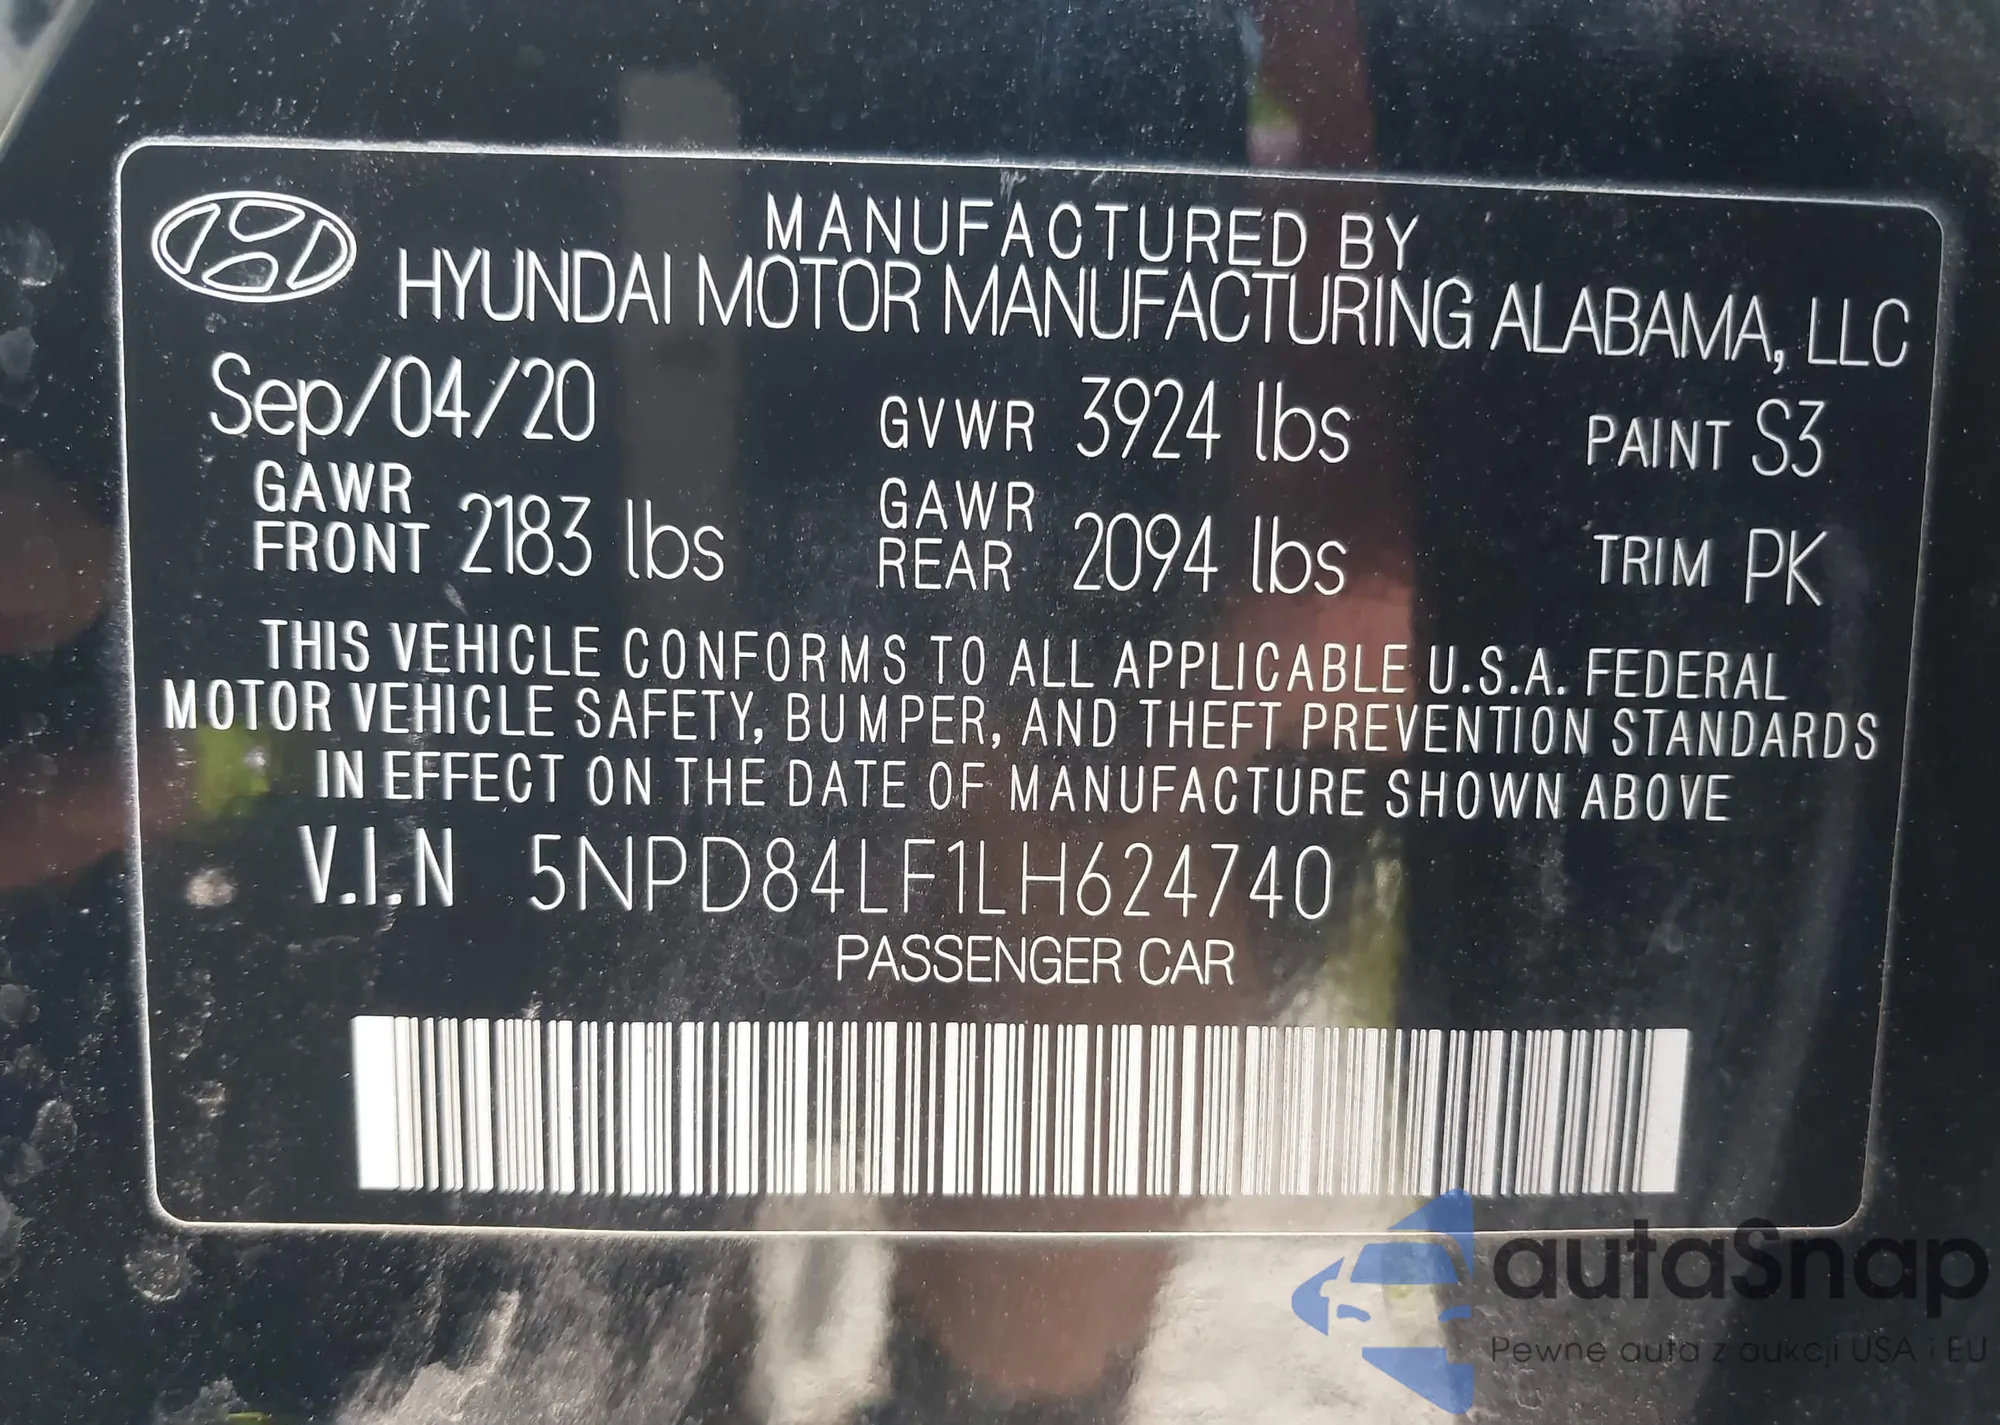 MANUFACTURED BY
HYUNDAI MOTOR MANUFACTURING ALABAMA, LLC
Sep/04/20 GVWR 3924 lbs PAINT S3
GAWR FRONT 2183 lbs GAWR REAR 2094 lbs TRIM PK
THIS VEHICLE CONFORMS TO ALL APPLICABLE U.S.A. FEDERAL
MOTOR VEHICLE SAFETY, BUMPER, AND THEFT PREVENTION STANDARDS
IN EFFECT ON THE DATE OF MANUFACTURE SHOWN ABOVE
V.I.N 5NPD84LF1LH624740
PASSENGER CAR
autaSnap
Pewne auta z aukcji USA i EU